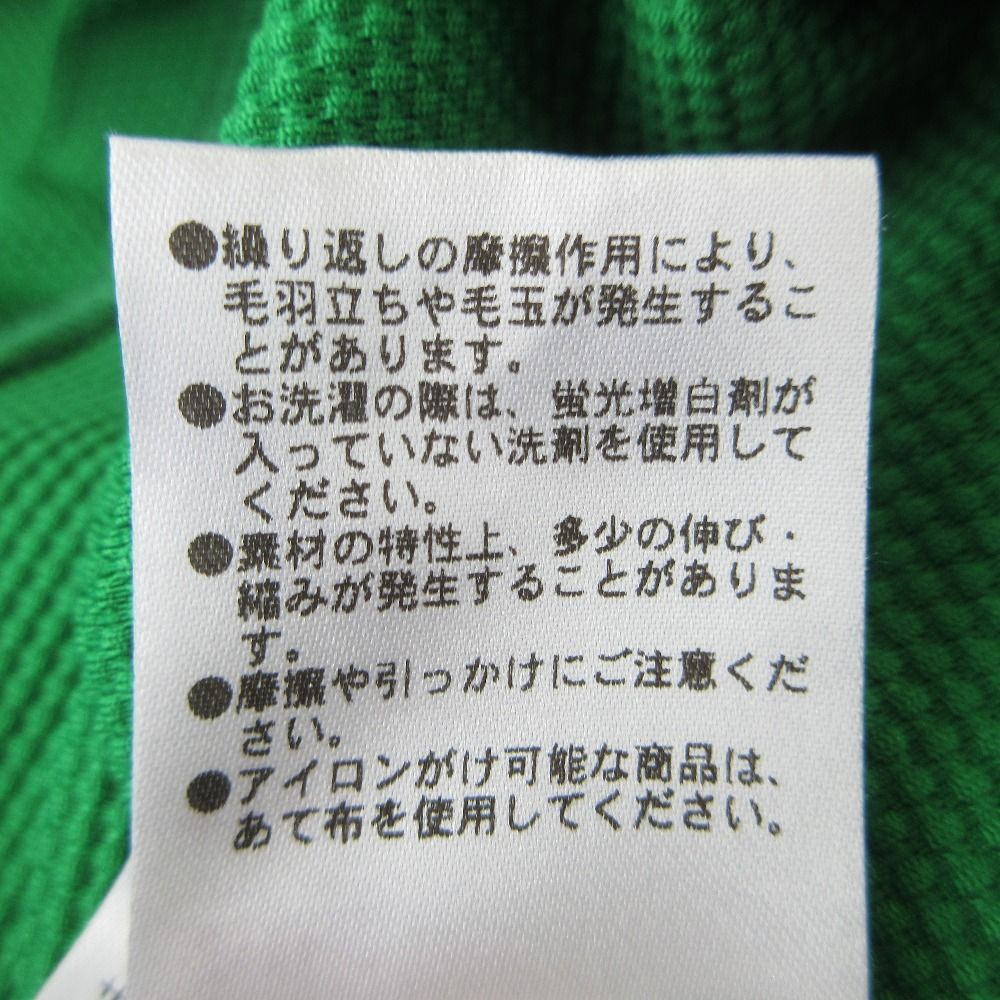 ●繰り返しの摩擦作用により、
毛羽立ちや毛玉が発生するこ
とがあります。
●お洗濯の際は、蛍光増白剤が
入っていない洗剤を使用して
ください。
●素材の特性上、多少の伸び・
縮みが発生することがありま
す。
●摩擦や引っかけにご注意くだ
さい。
●アイロンがけ可能な商品は、
あて布を使用してください。